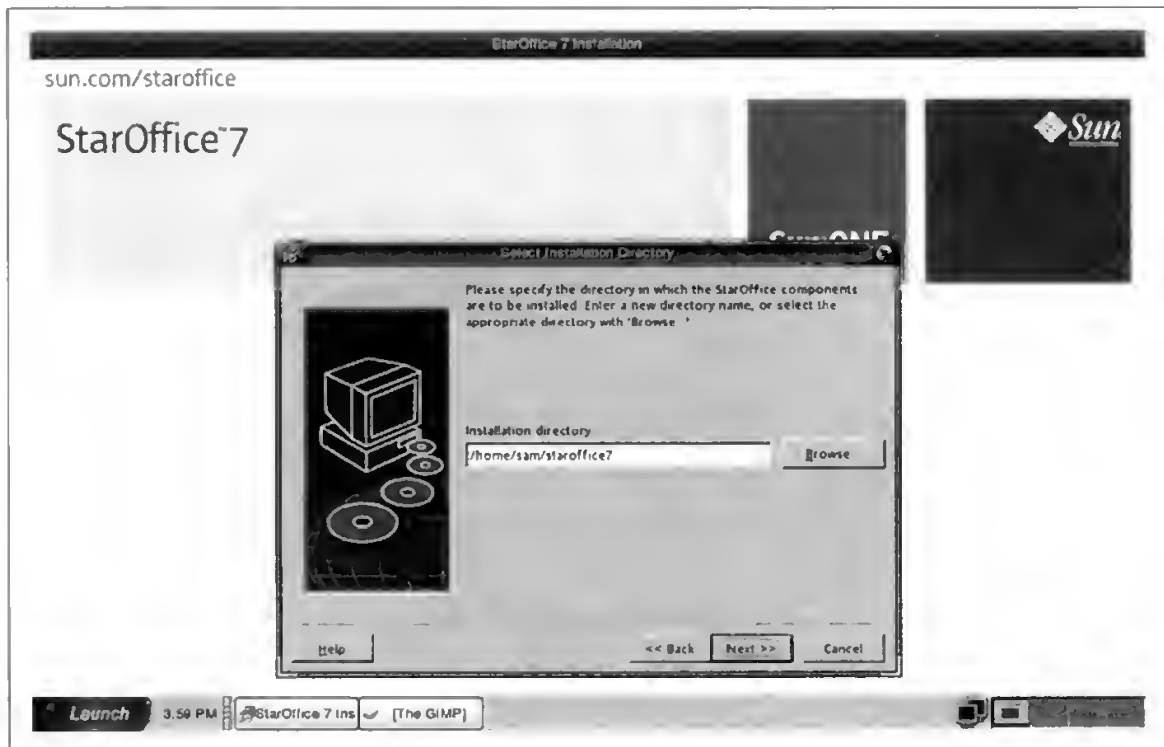 StarOffice 7 Installation
sun.com/staroffice
StarOffice™7
Sun
SunONE
Select Installation Directory
Please specify the directory in which the StarOffice components
are to be installed. Enter a new directory name, or select the
appropriate directory with 'Browse...'
Installation directory
/home/sam/staroffice7
Browse
Help
<< Back
Next >>
Cancel
Launch
3:59 PM
StarOffice 7 Ins
[The GIMP]